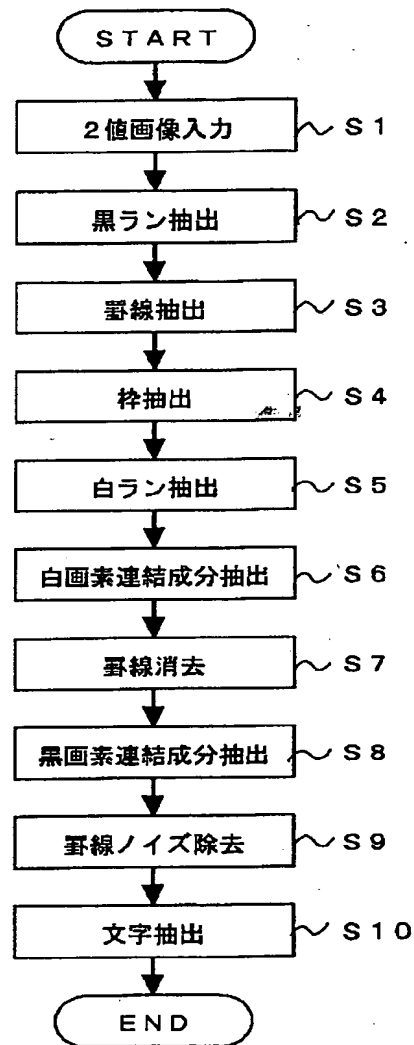 START
2値画像入力 S1
黒ラン抽出 S2
罫線抽出 S3
枠抽出 S4
白ラン抽出 S5
白画素連結成分抽出 S6
罫線消去 S7
黒画素連結成分抽出 S8
罫線ノイズ除去 S9
文字抽出 S10
END